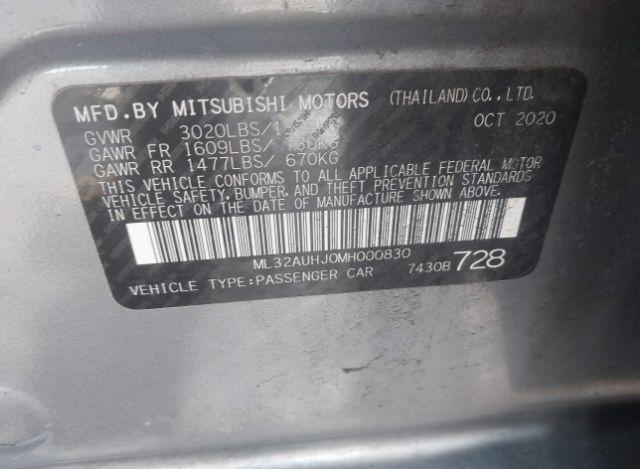 MFD.BY MITSUBISHI MOTORS (THAILAND) CO., LTD.
OCT 2020
GVWR 3020LBS/1
GAWR FR 1609LBS/ 730KG
GAWR RR 1477LBS/ 670KG
THIS VEHICLE CONFORMS TO ALL APPLICABLE FEDERAL MOTOR
VEHICLE SAFETY, BUMPER, AND THEFT PREVENTION STANDARDS
IN EFFECT ON THE DATE OF MANUFACTURE SHOWN ABOVE.
ML32AUHJ0MH000830
VEHICLE TYPE:PASSENGER CAR 7430B 728